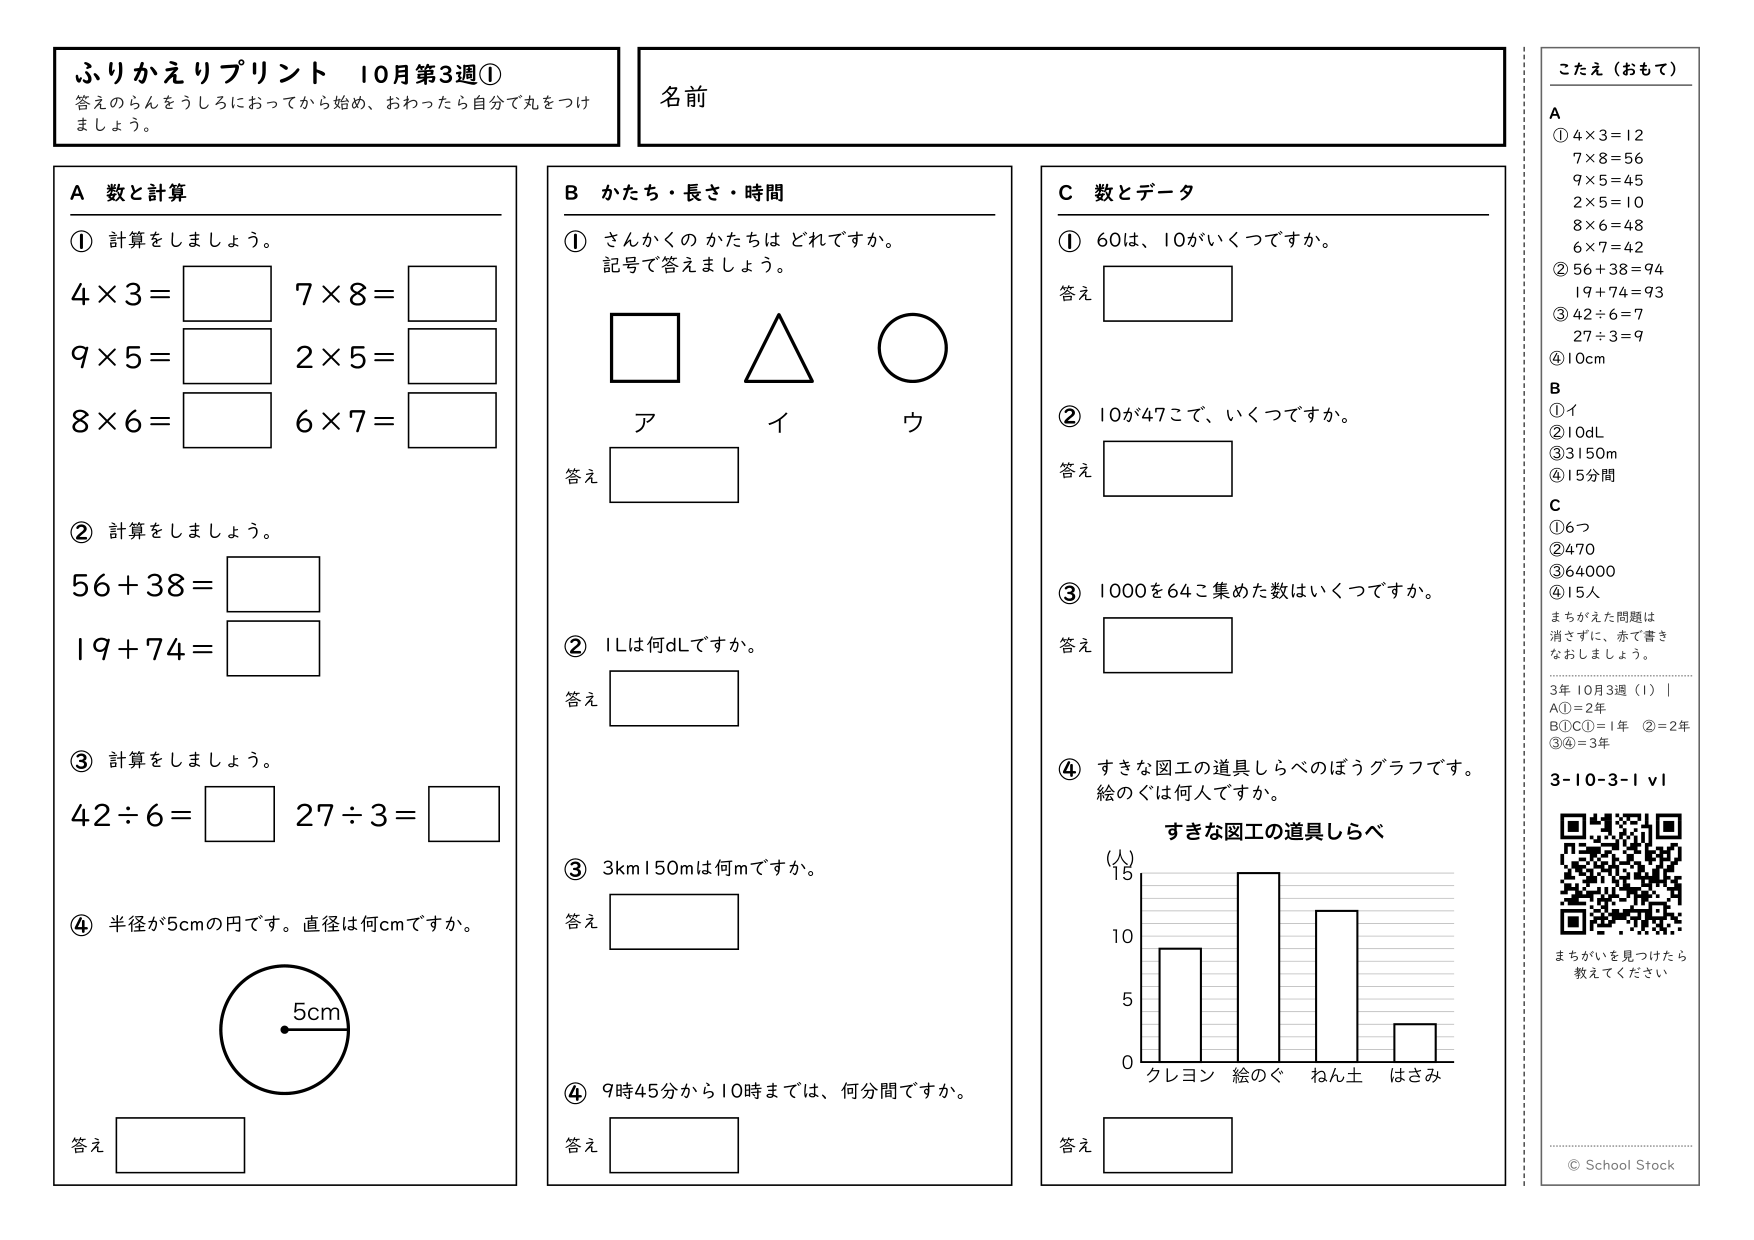 ふりかえりプリント　10月第3週①
答えのらんをうしろにおってから始め、おわったら自分で丸をつけ
ましょう。
名前
A　数と計算
① 計算をしましょう。
4×3＝　7×8＝
9×5＝　2×5＝
8×6＝　6×7＝
② 計算をしましょう。
56＋38＝
19＋74＝
③ 計算をしましょう。
42÷6＝　27÷3＝
④ 半径が5cmの円です。直径は何cmですか。
5cm
答え
B　かたち・長さ・時間
① さんかくの かたちは どれですか。
記号で答えましょう。
ア　イ　ウ
答え
② 1Lは何dLですか。
答え
③ 3km150mは何mですか。
答え
④ 9時45分から10時までは、何分間ですか。
答え
C　数とデータ
① 60は、10がいくつですか。
答え
② 10が47こで、いくつですか。
答え
③ 1000を64こ集めた数はいくつですか。
答え
④ すきな図工の道具しらべのぼうグラフです。
絵のぐは何人ですか。
すきな図工の道具しらべ
(人)
15
10
5
0
クレヨン　絵のぐ　ねん土　はさみ
答え
こたえ（おもて）
A
① 4×3＝12
7×8＝56
9×5＝45
2×5＝10
8×6＝48
6×7＝42
② 56＋38＝94
19＋74＝93
③ 42÷6＝7
27÷3＝9
④10cm
B
①イ
②10dL
③3150m
④15分間
C
①6つ
②470
③64000
④15人
まちがえた問題は
消さずに、赤で書き
なおしましょう。
3年 10月3週（1）｜
A①＝2年
B①C①＝1年　②＝2年
③④＝3年
3-10-3-1 v1
まちがいを見つけたら
教えてください
© School Stock